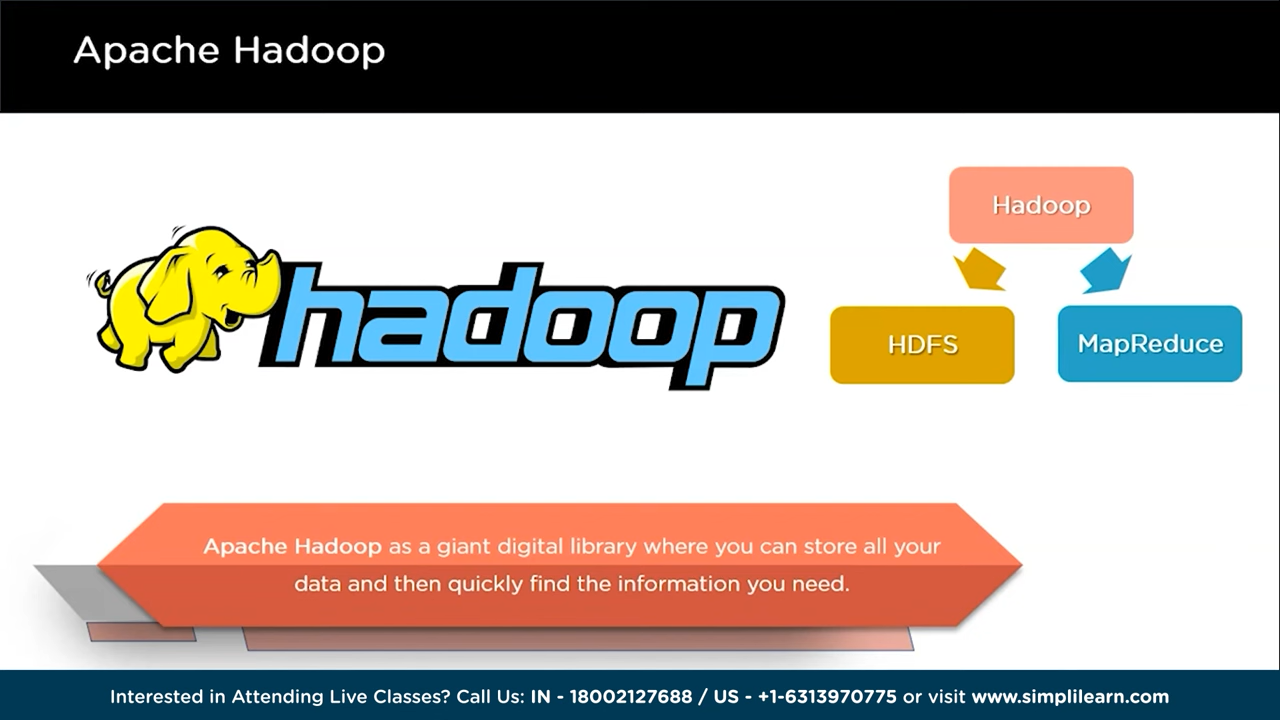 Apache Hadoop
hadoop
Hadoop
HDFS
MapReduce
Apache Hadoop as a giant digital library where you can store all your
data and then quickly find the information you need.
Interested in Attending Live Classes? Call Us: IN - 18002127688 / US - +1-6313970775 or visit www.simplilearn.com